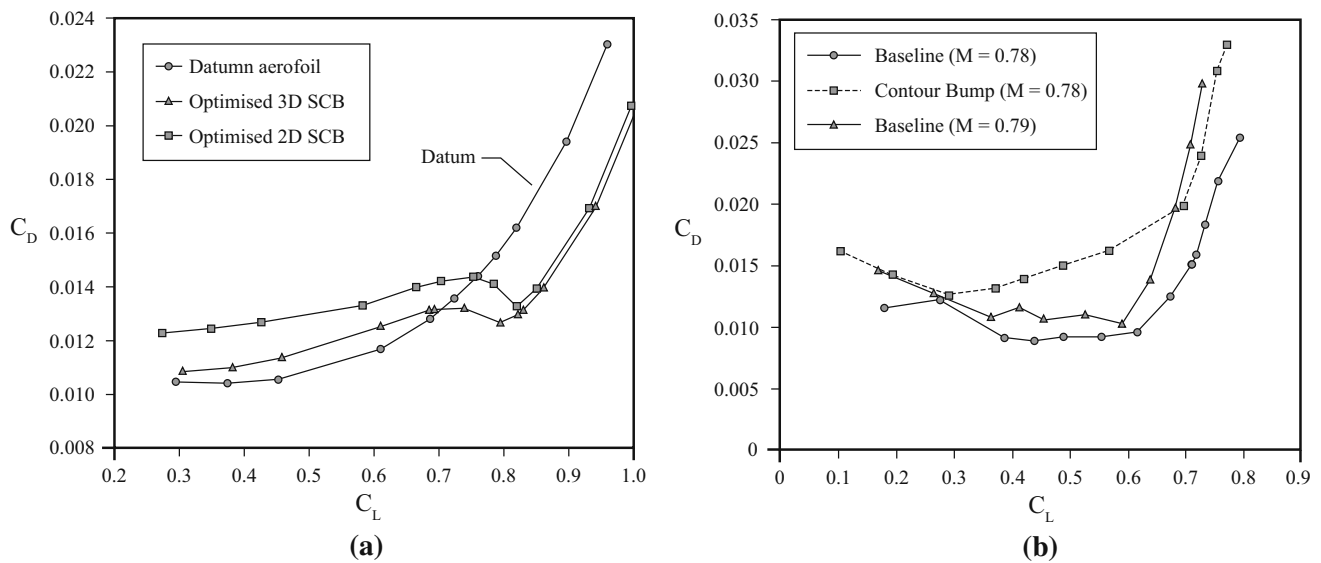 0.024
0.022
0.020
0.018
0.016
0.014
0.012
0.010
0.008
C_D
Datumn aerofoil
Optimised 3D SCB
Optimised 2D SCB
Datum
0.2 0.3 0.4 0.5 0.6 0.7 0.8 0.9 1.0
C_L
(a)
0.035
0.030
0.025
0.020
0.015
0.010
0.005
0
C_D
Baseline (M = 0.78)
Contour Bump (M = 0.78)
Baseline (M = 0.79)
0 0.1 0.2 0.3 0.4 0.5 0.6 0.7 0.8 0.9
C_L
(b)